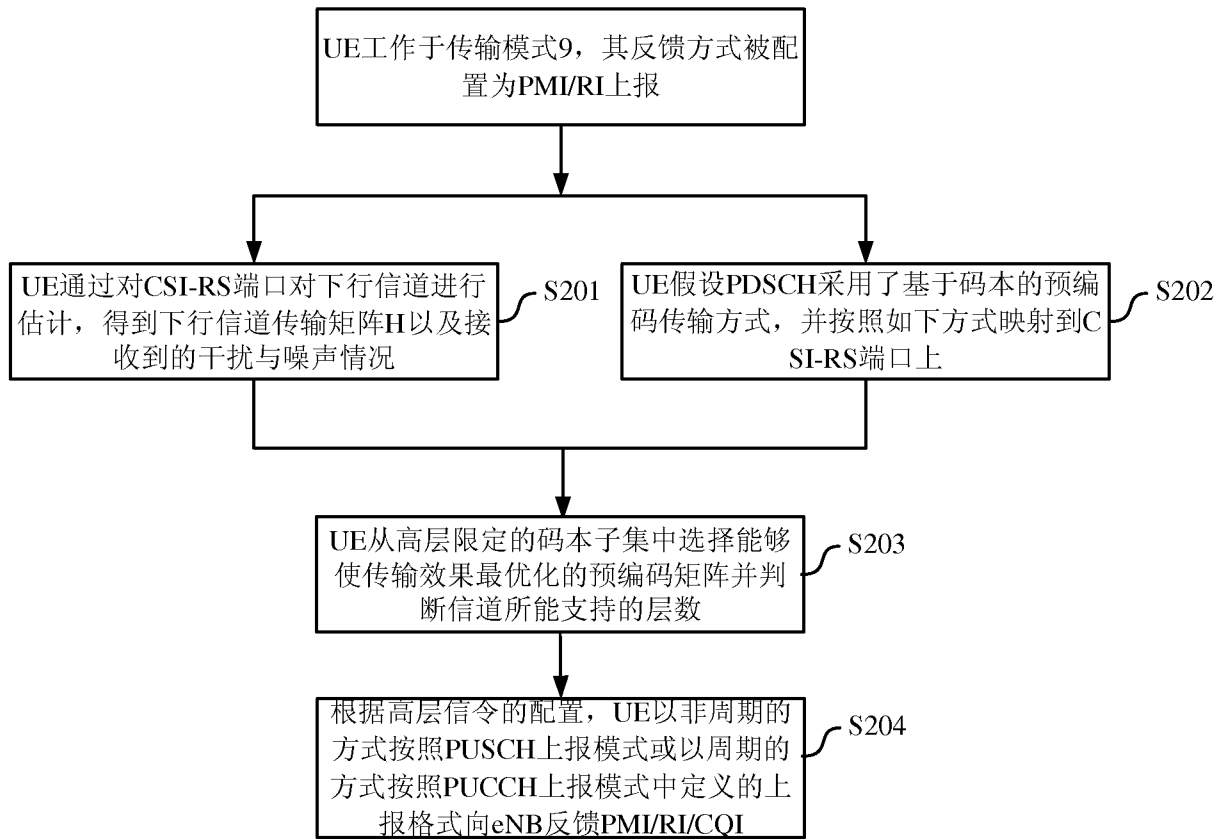 UE工作于传输模式9，其反馈方式被配
置为PMI/RI上报
UE通过对CSI-RS端口对下行信道进行
估计，得到下行信道传输矩阵H以及接
收到的干扰与噪声情况
S201
UE假设PDSCH采用了基于码本的预编
码传输方式，并按照如下方式映射到C
SI-RS端口上
S202
UE从高层限定的码本子集中选择能够
使传输效果最优化的预编码矩阵并判
断信道所能支持的层数
S203
根据高层信令的配置，UE以非周期的
方式按照PUSCH上报模式或以周期的
方式按照PUCCH上报模式中定义的上
报格式向eNB反馈PMI/RI/CQI
S204